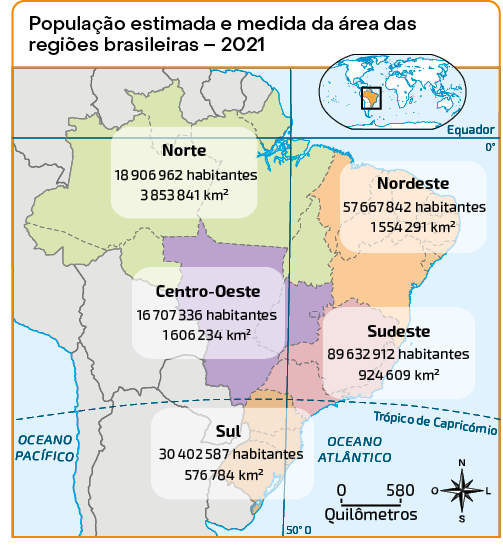 População estimada e medida da área das
regiões brasileiras – 2021
Equador
0°
Norte
18 906 962 habitantes
3 853 841 km²
Nordeste
57 667 842 habitantes
1 554 291 km²
Centro-Oeste
16 707 336 habitantes
1 606 234 km²
Sudeste
89 632 912 habitantes
924 609 km²
Trópico de Capricórnio
Sul
30 402 587 habitantes
576 784 km²
OCEANO
PACÍFICO
OCEANO
ATLÂNTICO
N
O
L
S
0 580
Quilômetros
50° O